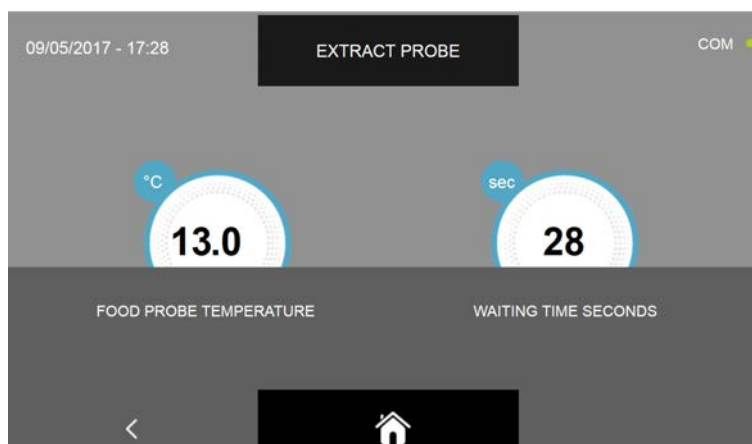 09/05/2017 - 17:28
EXTRACT PROBE
COM
°C
sec
13.0
28
FOOD PROBE TEMPERATURE
WAITING TIME SECONDS